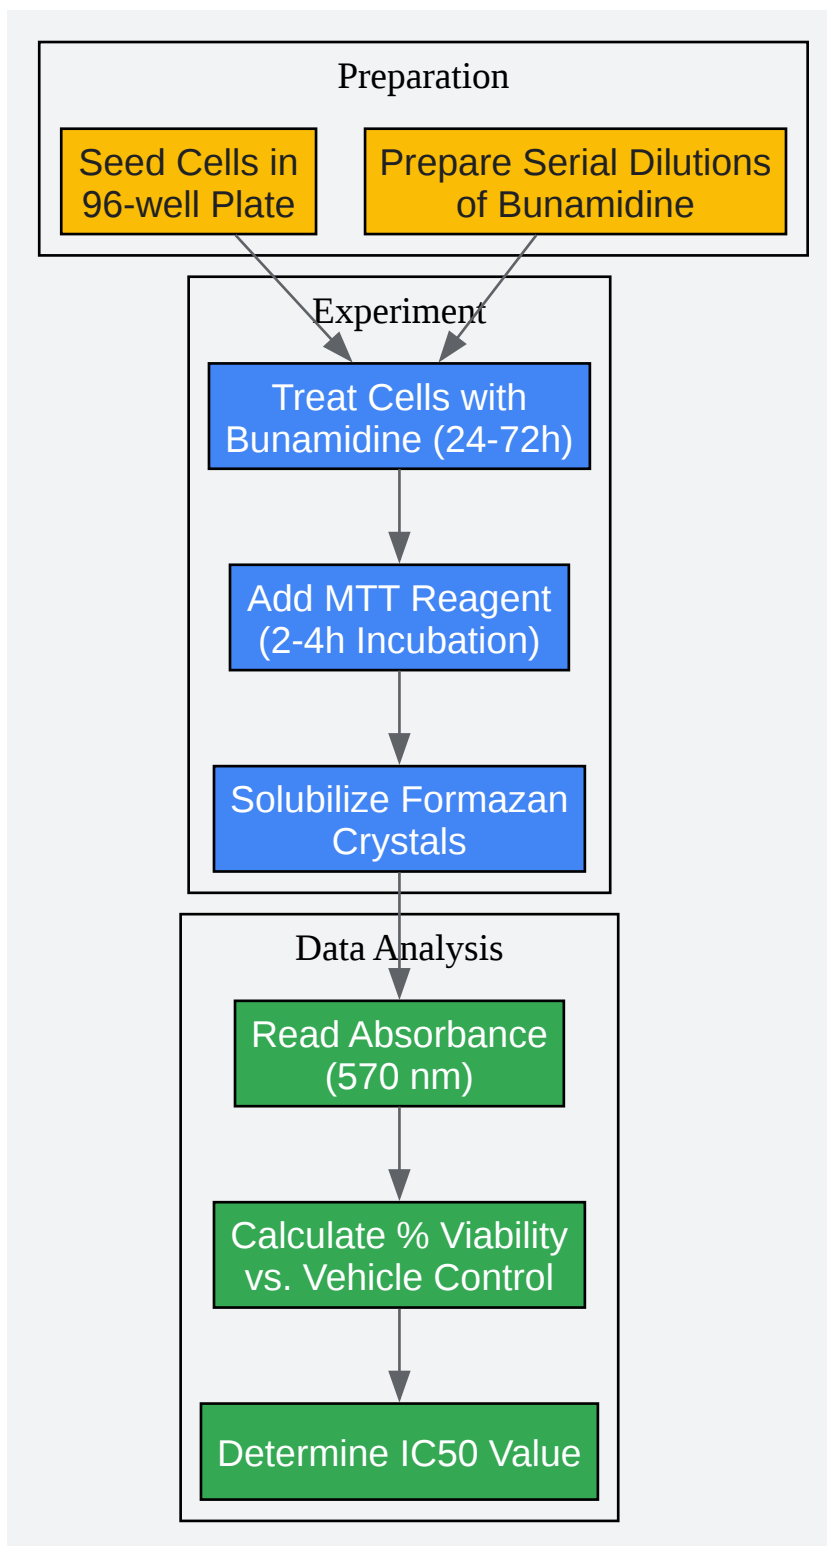 Preparation
Seed Cells in
96-well Plate
Prepare Serial Dilutions
of Bunamidine
Experiment
Treat Cells with
Bunamidine (24-72h)
Add MTT Reagent
(2-4h Incubation)
Solubilize Formazan
Crystals
Data Analysis
Read Absorbance
(570 nm)
Calculate % Viability
vs. Vehicle Control
Determine IC50 Value